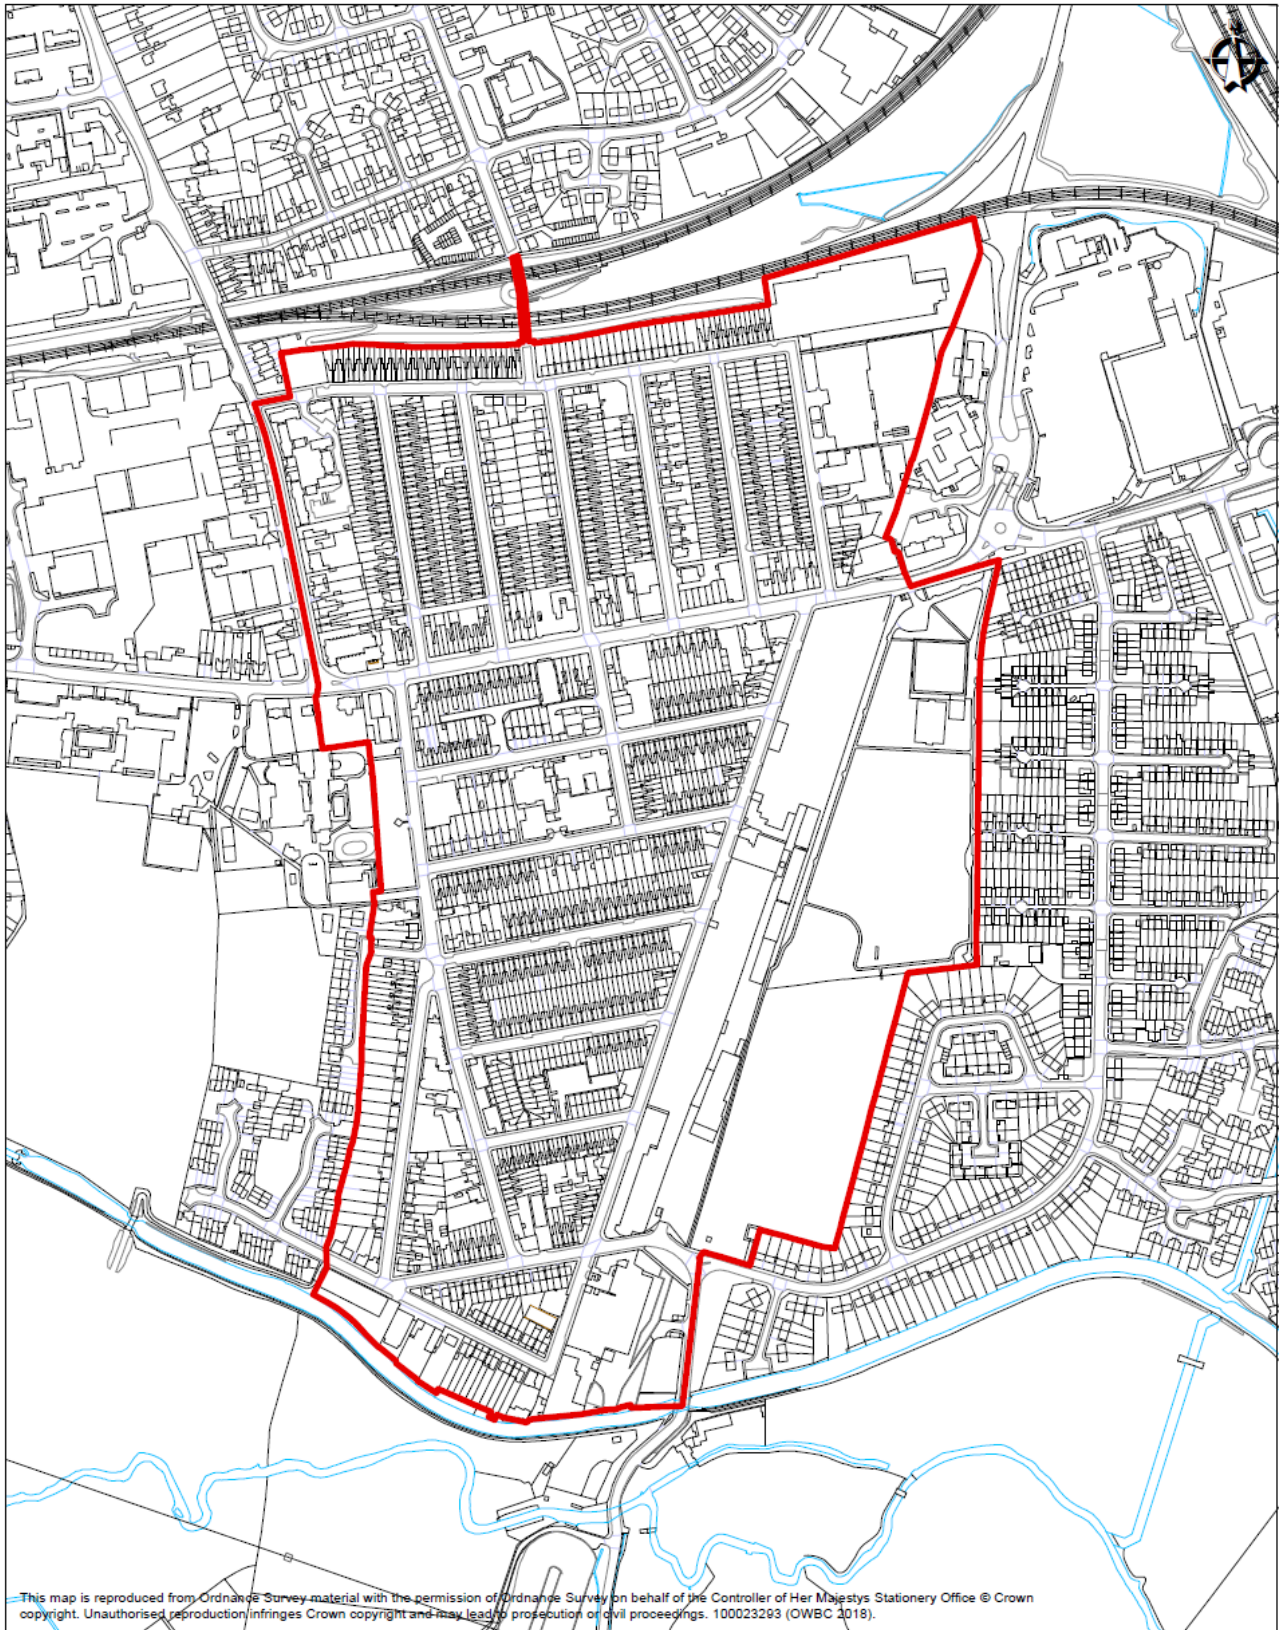 This map is reproduced from Ordnance Survey material with the permission of Ordnance Survey on behalf of the Controller of Her Majestys Stationery Office © Crown
copyright. Unauthorised reproduction infringes Crown copyright and may lead to prosecution or civil proceedings. 100023293 (OWBC 2018).